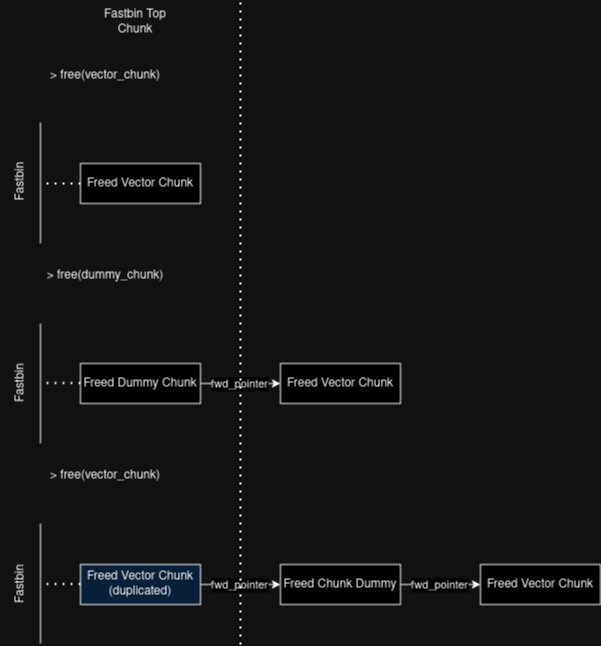 Fastbin Top
Chunk
> free(vector_chunk)
Fastbin
Freed Vector Chunk
> free(dummy_chunk)
Fastbin
Freed Dummy Chunk
fwd_pointer
Freed Vector Chunk
> free(vector_chunk)
Fastbin
Freed Vector Chunk
(duplicated)
fwd_pointer
Freed Chunk Dummy
fwd_pointer
Freed Vector Chunk